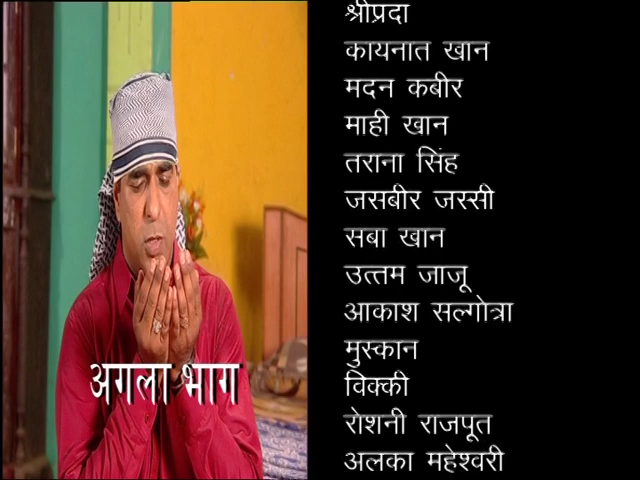 अगला भाग
श्रीप्रदा
कायनात खान
मदन कबीर
माही खान
तराना सिंह
जसबीर जस्सी
सबा खान
उत्तम जाजू
आकाश सल्गोत्रा
मुस्कान
विक्की
रोशनी राजपूत
अलका महेश्वरी